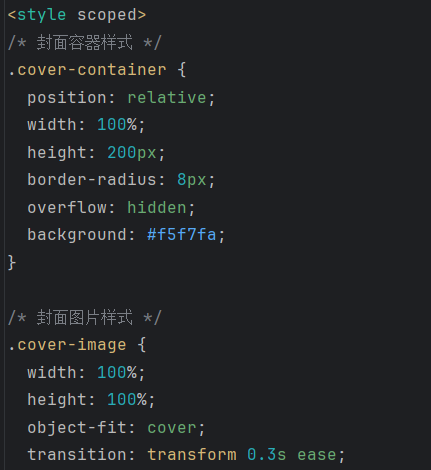 <style scoped>
/* 封面容器样式 */
.cover-container {
  position: relative;
  width: 100%;
  height: 200px;
  border-radius: 8px;
  overflow: hidden;
  background: #f5f7fa;
}
/* 封面图片样式 */
.cover-image {
  width: 100%;
  height: 100%;
  object-fit: cover;
  transition: transform 0.3s ease;